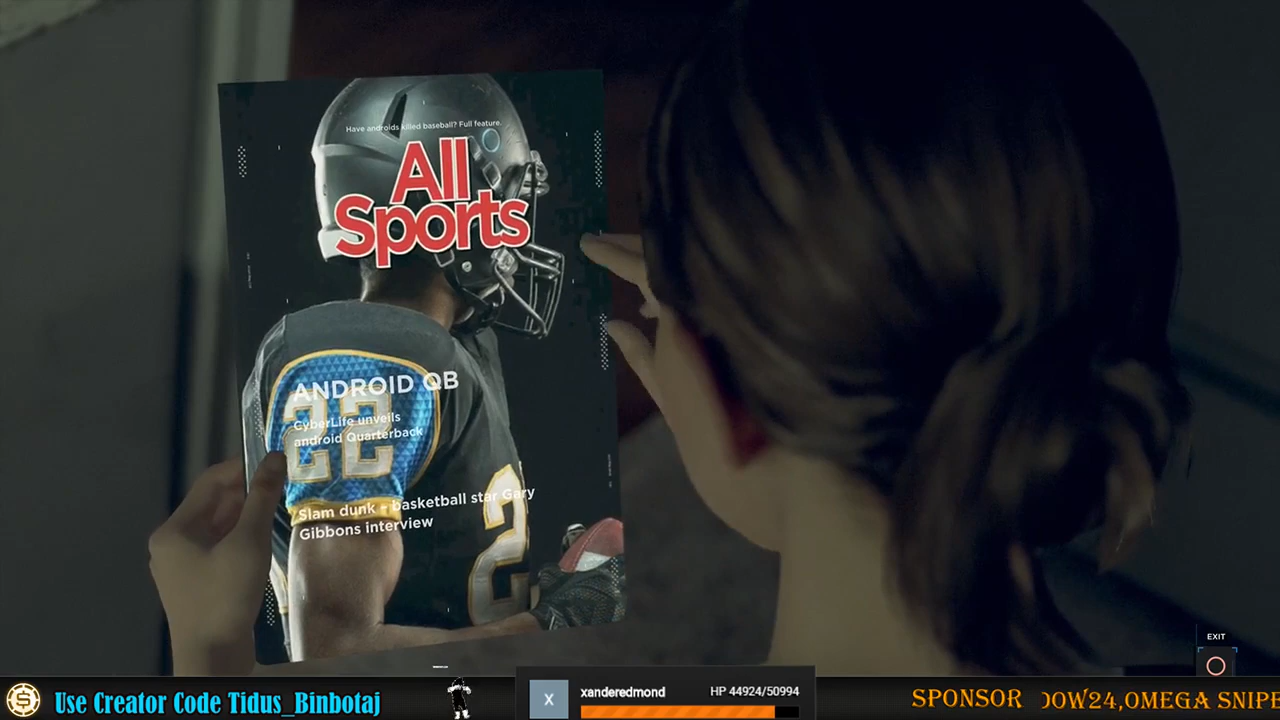 Have androids killed baseball? Full feature.
All
Sports
ANDROID QB
22
CyberLife unveils
android Quarterback
Slam dunk - basketball star Gary
Gibbons interview
2
EXIT
Use Creator Code Tidus_Binbotaj
X
xanderedmond
HP 44924/50994
SPONSOR
OW24,OMEGA SNIPE